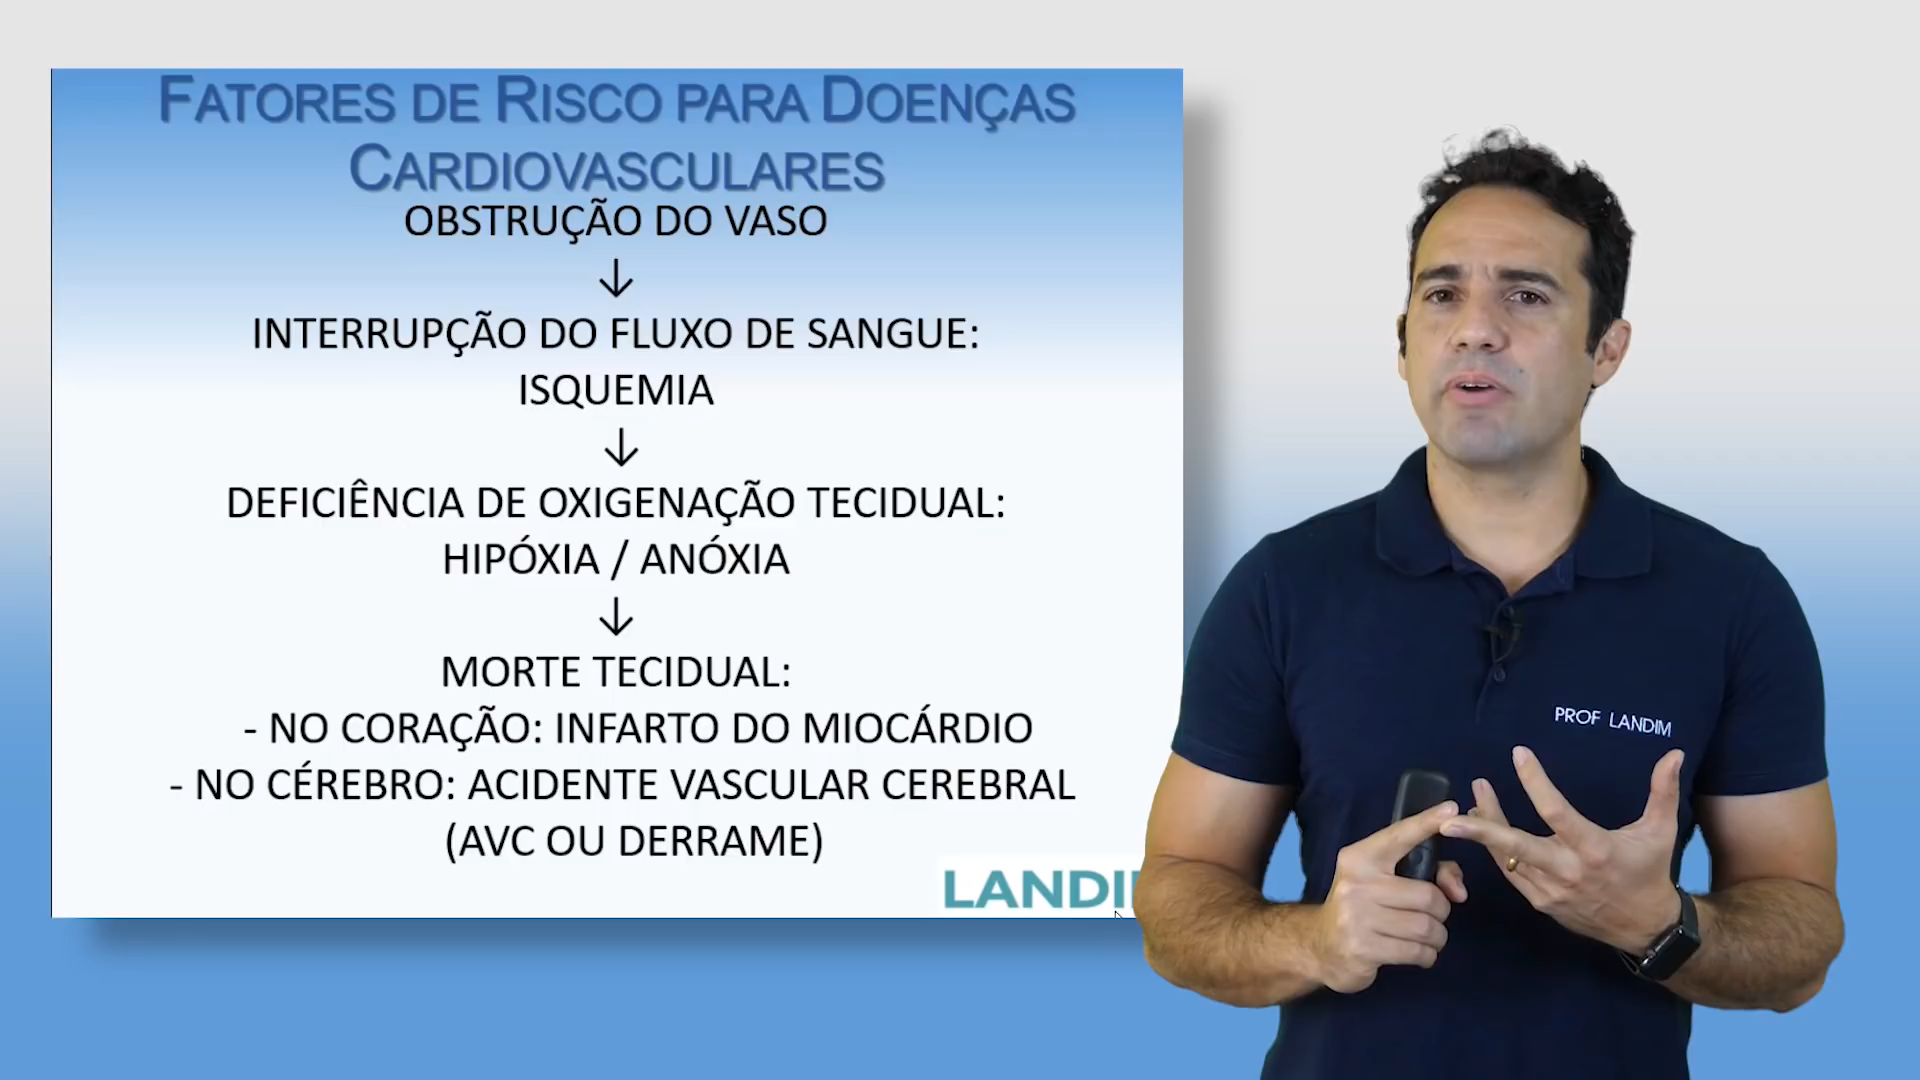 FATORES DE RISCO PARA DOENÇAS
CARDIOVASCULARES
OBSTRUÇÃO DO VASO
↓
INTERRUPÇÃO DO FLUXO DE SANGUE:
ISQUEMIA
↓
DEFICIÊNCIA DE OXIGENAÇÃO TECIDUAL:
HIPÓXIA / ANÓXIA
↓
MORTE TECIDUAL:
- NO CORAÇÃO: INFARTO DO MIOCÁRDIO
- NO CÉREBRO: ACIDENTE VASCULAR CEREBRAL
(AVC OU DERRAME)
PROF LANDIM